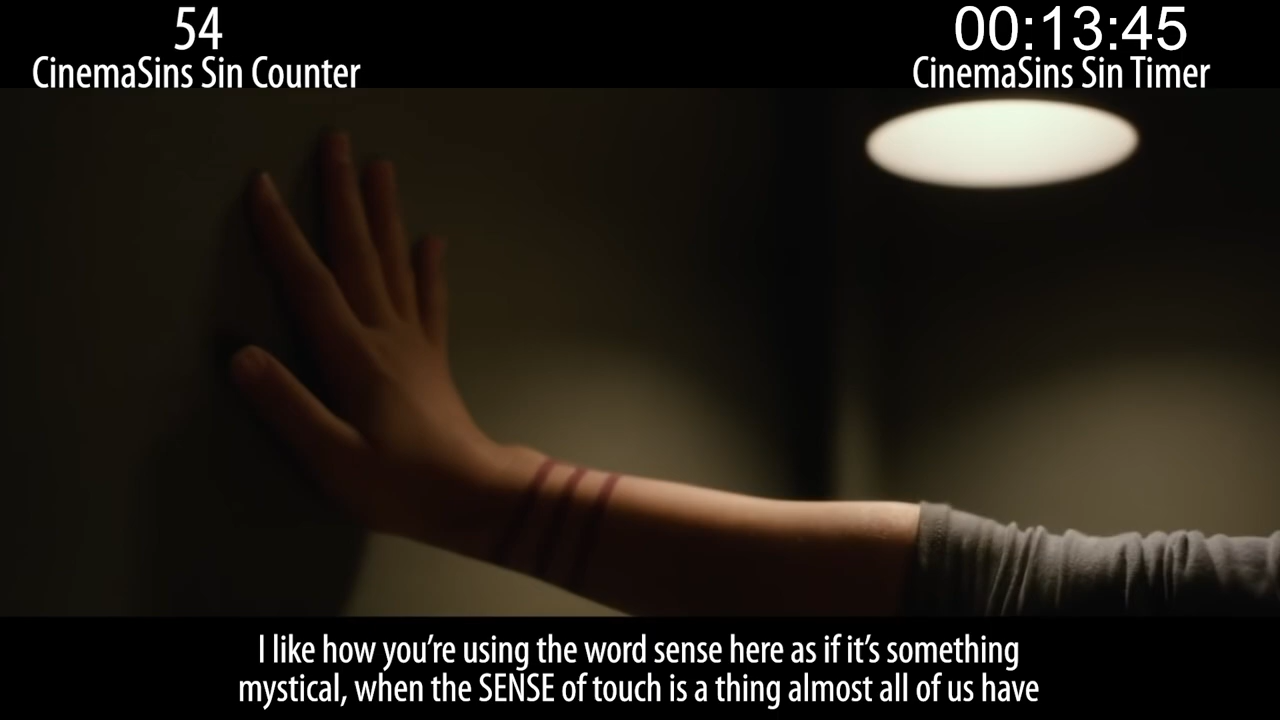 54
CinemaSins Sin Counter
00:13:45
CinemaSins Sin Timer
I like how you're using the word sense here as if it's something
mystical, when the SENSE of touch is a thing almost all of us have